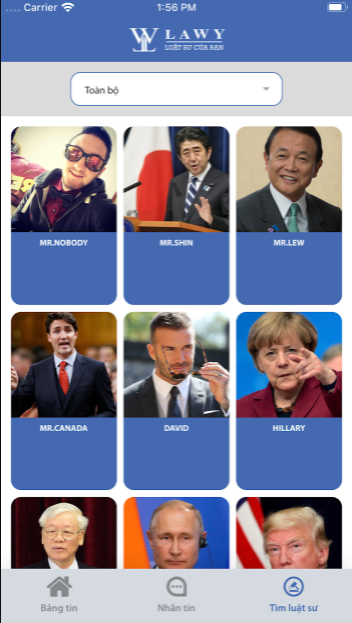 Carrier
1:56 PM
LAWY
LUẬT SƯ CỦA BẠN
Toàn bộ
MR.NOBODY
MR.SHIN
MR.LEW
MR.CANADA
DAVID
HILLARY
Bảng tin
Nhắn tin
Tìm luật sư